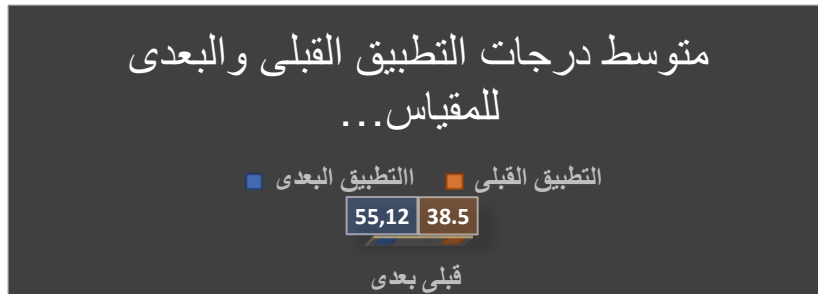 متوسط درجات التطبيق القبلى والبعدى
للمقياس...
التطبيق القبلى االتطبيق البعدى
38.5 55,12
قبلى بعدى